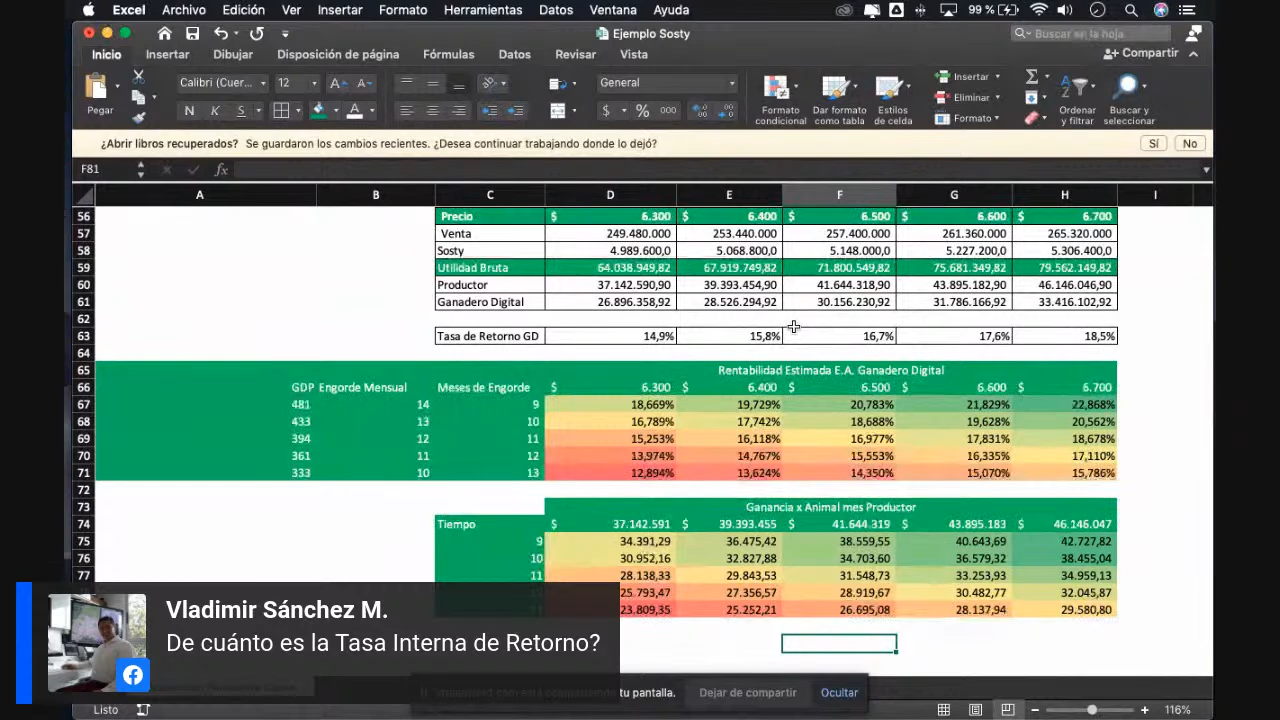 Excel Archivo Edición Ver Insertar Formato Herramientas Datos Ventana Ayuda 99 %
Ejemplo Sosty
Buscar en la hoja
Inicio Insertar Dibujar Disposición de página Fórmulas Datos Revisar Vista
Compartir
Pegar
Calibri (Cuer... 12 General
N K S
$ % 000
Formato condicional
Dar formato como tabla
Estilos de celda
Insertar
Eliminar
Formato
Ordenar y filtrar
Buscar y seleccionar
¿Abrir libros recuperados? Se guardaron los cambios recientes. ¿Desea continuar trabajando donde lo dejó? Sí No
F81 fx
A B C D E F G H I
56 Precio $ 6.300 $ 6.400 $ 6.500 $ 6.600 $ 6.700
57 Venta 249.480.000 253.440.000 257.400.000 261.360.000 265.320.000
58 Sosty 4.989.600,0 5.068.800,0 5.148.000,0 5.227.200,0 5.306.400,0
59 Utilidad Bruta 64.038.949,82 67.919.749,82 71.800.549,82 75.681.349,82 79.562.149,82
60 Productor 37.142.590,90 39.393.454,90 41.644.318,90 43.895.182,90 46.146.046,90
61 Ganadero Digital 26.896.358,92 28.526.294,92 30.156.230,92 31.786.166,92 33.416.102,92
62
63 Tasa de Retorno GD 14,9% 15,8% 16,7% 17,6% 18,5%
64
65 Rentabilidad Estimada E.A. Ganadero Digital
66 GDP Engorde Mensual Meses de Engorde $ 6.300 $ 6.400 $ 6.500 $ 6.600 $ 6.700
67 481 14 9 18,669% 19,729% 20,783% 21,829% 22,868%
68 433 13 10 16,789% 17,742% 18,688% 19,628% 20,562%
69 394 12 11 15,253% 16,118% 16,977% 17,831% 18,678%
70 361 11 12 13,974% 14,767% 15,553% 16,335% 17,110%
71 333 10 13 12,894% 13,624% 14,350% 15,070% 15,786%
72
73 Ganancia x Animal mes Productor
74 Tiempo $ 37.142.591 $ 39.393.455 $ 41.644.319 $ 43.895.183 $ 46.146.047
75 9 34.391,29 36.475,42 38.559,55 40.643,69 42.727,82
76 10 30.952,16 32.827,88 34.703,60 36.579,32 38.455,04
77 11 28.138,33 29.843,53 31.548,73 33.253,93 34.959,13
25.793,47 27.356,57 28.919,67 30.482,77 32.045,87
23.809,35 25.252,21 26.695,08 28.137,94 29.580,80
Vladimir Sánchez M.
De cuánto es la Tasa Interna de Retorno?
tu pantalla. Dejar de compartir Ocultar
Listo 116%